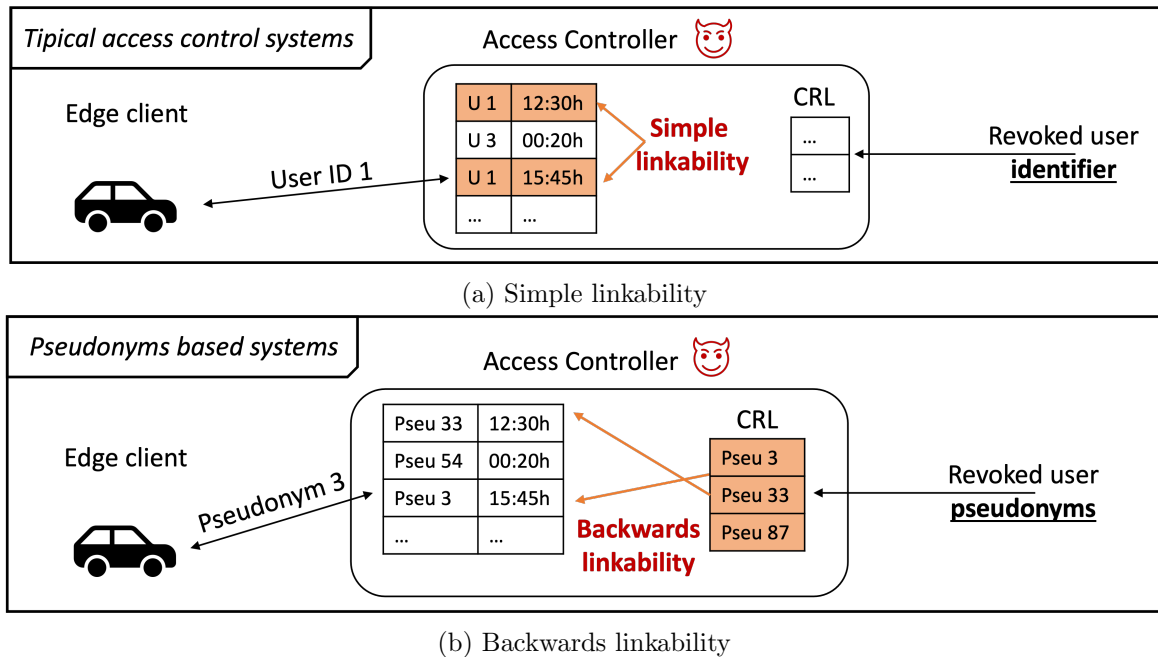 Tipical access control systems
Access Controller
Edge client
User ID 1
U 1 12:30h
U 3 00:20h
U 1 15:45h
... ...
Simple
linkability
CRL
...
...
Revoked user
identifier
(a) Simple linkability
Pseudonyms based systems
Access Controller
Edge client
Pseudonym 3
Pseu 33 12:30h
Pseu 54 00:20h
Pseu 3 15:45h
... ...
Backwards
linkability
CRL
Pseu 3
Pseu 33
Pseu 87
Revoked user
pseudonyms
(b) Backwards linkability